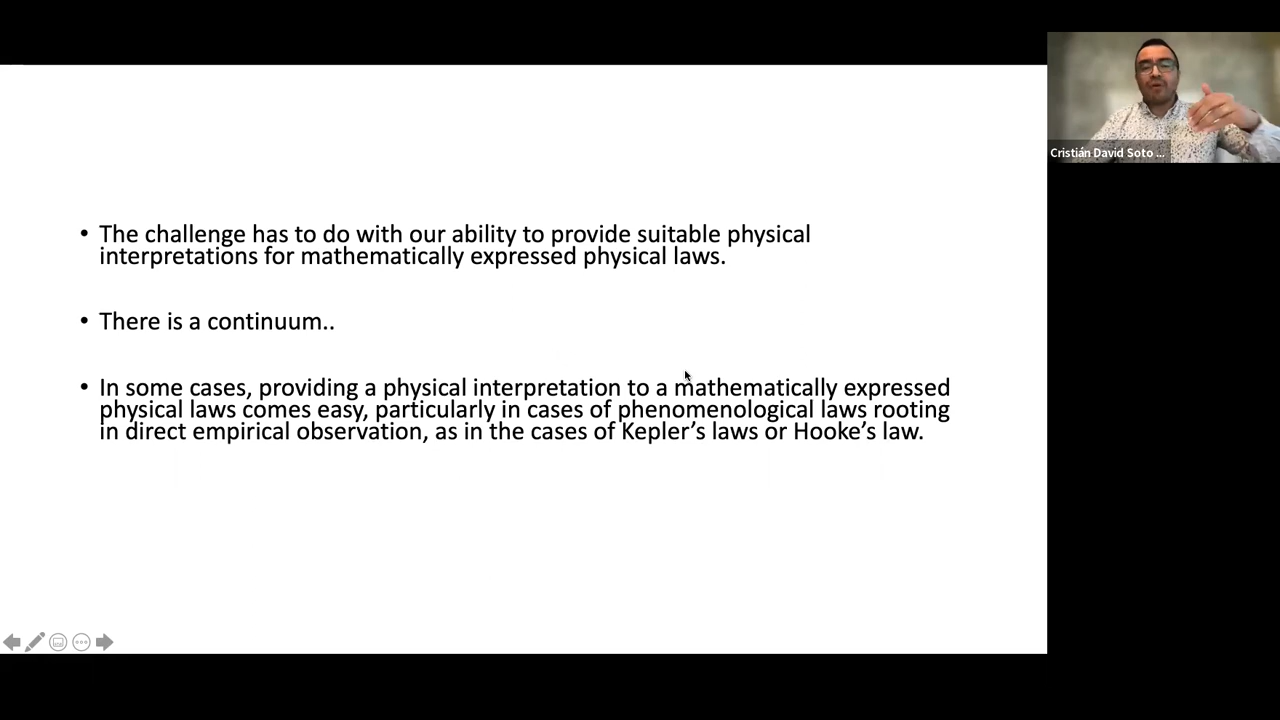 • The challenge has to do with our ability to provide suitable physical
interpretations for mathematically expressed physical laws.
• There is a continuum..
• In some cases, providing a physical interpretation to a mathematically expressed
physical laws comes easy, particularly in cases of phenomenological laws rooting
in direct empirical observation, as in the cases of Kepler’s laws or Hooke’s law.
Cristián David Soto ...